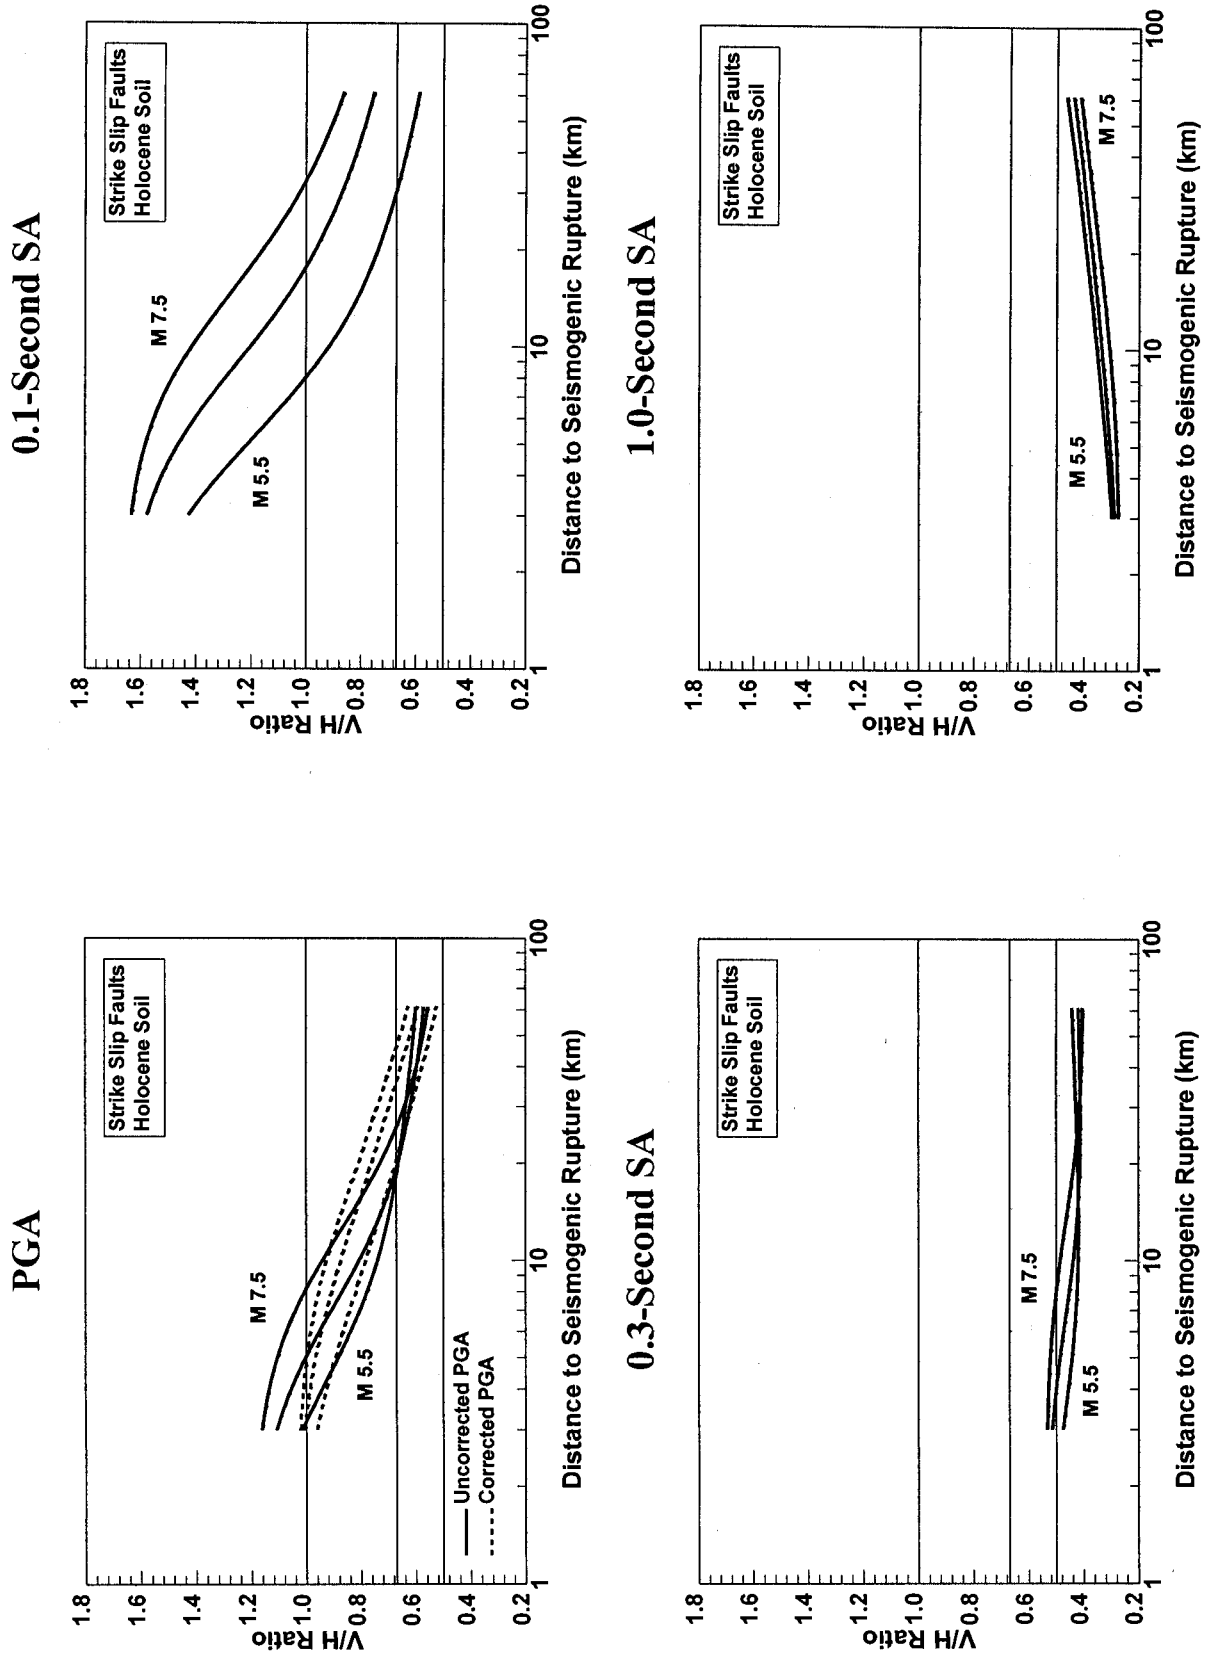 PGA
Strike Slip Faults
Holocene Soil
M 7.5
M 5.5
Uncorrected PGA
Corrected PGA
V/H Ratio
1.8
1.6
1.4
1.2
1.0
0.8
0.6
0.4
0.2
1
10
100
Distance to Seismogenic Rupture (km)
0.1-Second SA
Strike Slip Faults
Holocene Soil
M 7.5
M 5.5
V/H Ratio
1.8
1.6
1.4
1.2
1.0
0.8
0.6
0.4
0.2
1
10
100
Distance to Seismogenic Rupture (km)
0.3-Second SA
Strike Slip Faults
Holocene Soil
M 7.5
M 5.5
V/H Ratio
1.8
1.6
1.4
1.2
1.0
0.8
0.6
0.4
0.2
1
10
100
Distance to Seismogenic Rupture (km)
1.0-Second SA
Strike Slip Faults
Holocene Soil
M 5.5
M 7.5
V/H Ratio
1.8
1.6
1.4
1.2
1.0
0.8
0.6
0.4
0.2
1
10
100
Distance to Seismogenic Rupture (km)